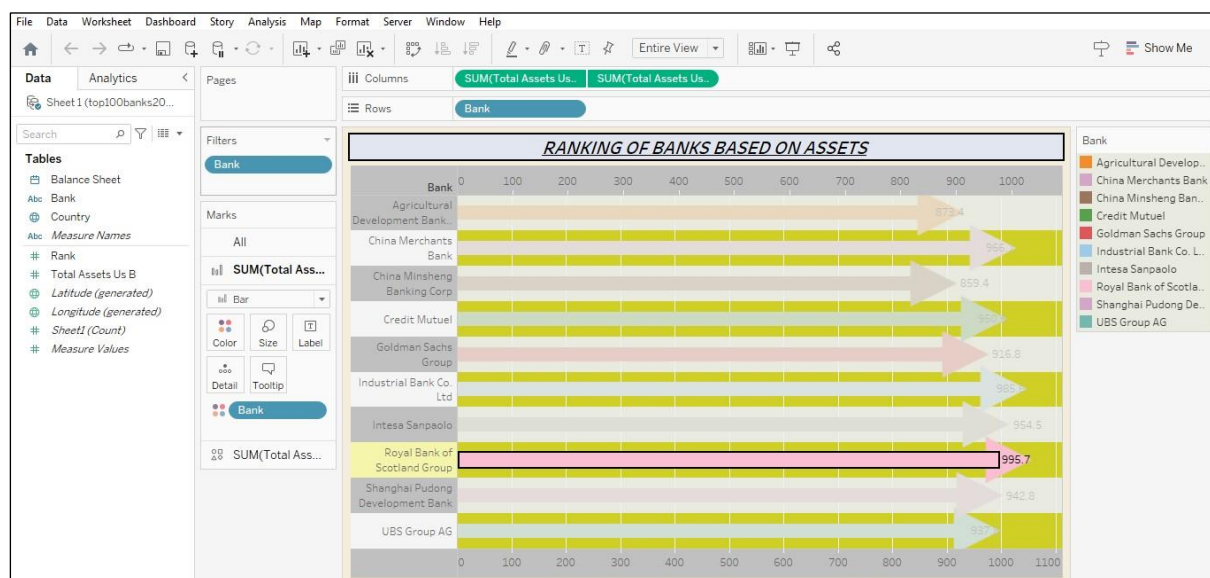 File Data Worksheet Dashboard Story Analysis Map Format Server Window Help
Entire View
Show Me
Data Analytics
Sheet 1 (top100banks20...
Search
Tables
Balance Sheet
Abc Bank
Country
Abc Measure Names
Rank
Total Assets Us B
Latitude (generated)
Longitude (generated)
Sheet1 (Count)
Measure Values
Pages
Filters
Bank
Marks
All
SUM(Total Ass...
Bar
Color Size Label
Detail Tooltip
Bank
SUM(Total Ass...
Columns SUM(Total Assets Us.. SUM(Total Assets Us..
Rows Bank
RANKING OF BANKS BASED ON ASSETS
Bank 0 100 200 300 400 500 600 700 800 900 1000
Agricultural
Development Bank.. 873.4
China Merchants
Bank
China Minsheng
Banking Corp 859.4
Credit Mutuel
Goldman Sachs
Group 916.8
Industrial Bank Co.
Ltd
Intesa Sanpaolo 954.5
Royal Bank of
Scotland Group 995.7
Shanghai Pudong
Development Bank 942.8
UBS Group AG
0 100 200 300 400 500 600 700 800 900 1000 1100
Bank
Agricultural Develop..
China Merchants Bank
China Minsheng Ban..
Credit Mutuel
Goldman Sachs Group
Industrial Bank Co. L..
Intesa Sanpaolo
Royal Bank of Scotla..
Shanghai Pudong De..
UBS Group AG